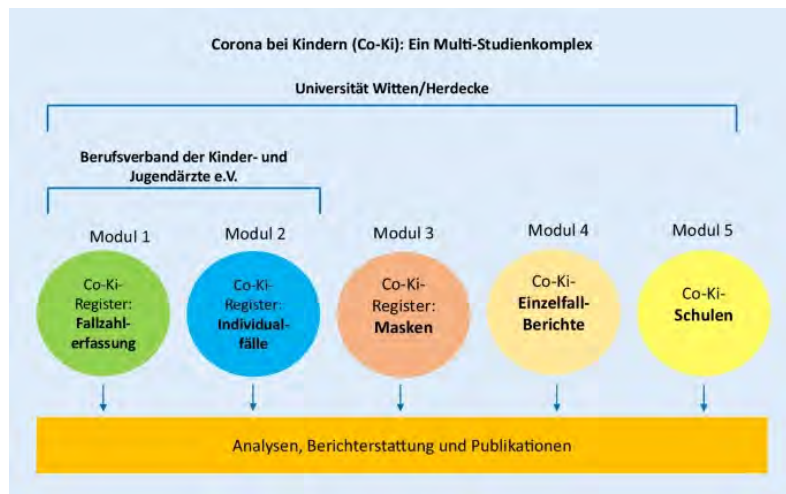 Corona bei Kindern (Co-Ki): Ein Multi-Studienkomplex
Universität Witten/Herdecke
Berufsverband der Kinder- und
Jugendärzte e.V.
Modul 1
Modul 2
Modul 3
Modul 4
Modul 5
Co-Ki-
Register:
Fallzahl-
erfassung
Co-Ki-
Register:
Individual-
fälle
Co-Ki-
Register:
Masken
Co-Ki-
Einzelfall-
Berichte
Co-Ki-
Schulen
Analysen, Berichterstattung und Publikationen